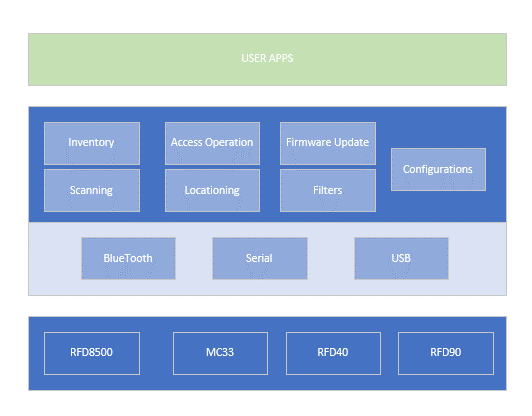 USER APPS
Inventory
Access Operation
Firmware Update
Configurations
Scanning
Locationing
Filters
BlueTooth
Serial
USB
RFD8500
MC33
RFD40
RFD90